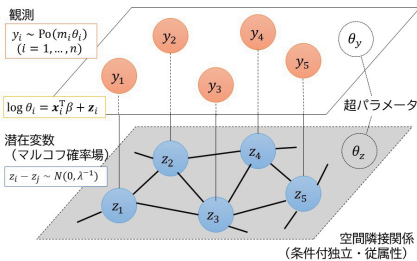 観測
y_i ~ Po(m_iθ_i)
(i = 1, …, n)
y_1
y_2
y_3
y_4
y_5
θ_y
log θ_i = x_i^T β + z_i
超パラメータ
潜在変数
(マルコフ確率場)
z_i − z_j ~ N(0, λ^{-1})
z_1
z_2
z_3
z_4
z_5
θ_z
空間隣接関係
(条件付独立・従属性)